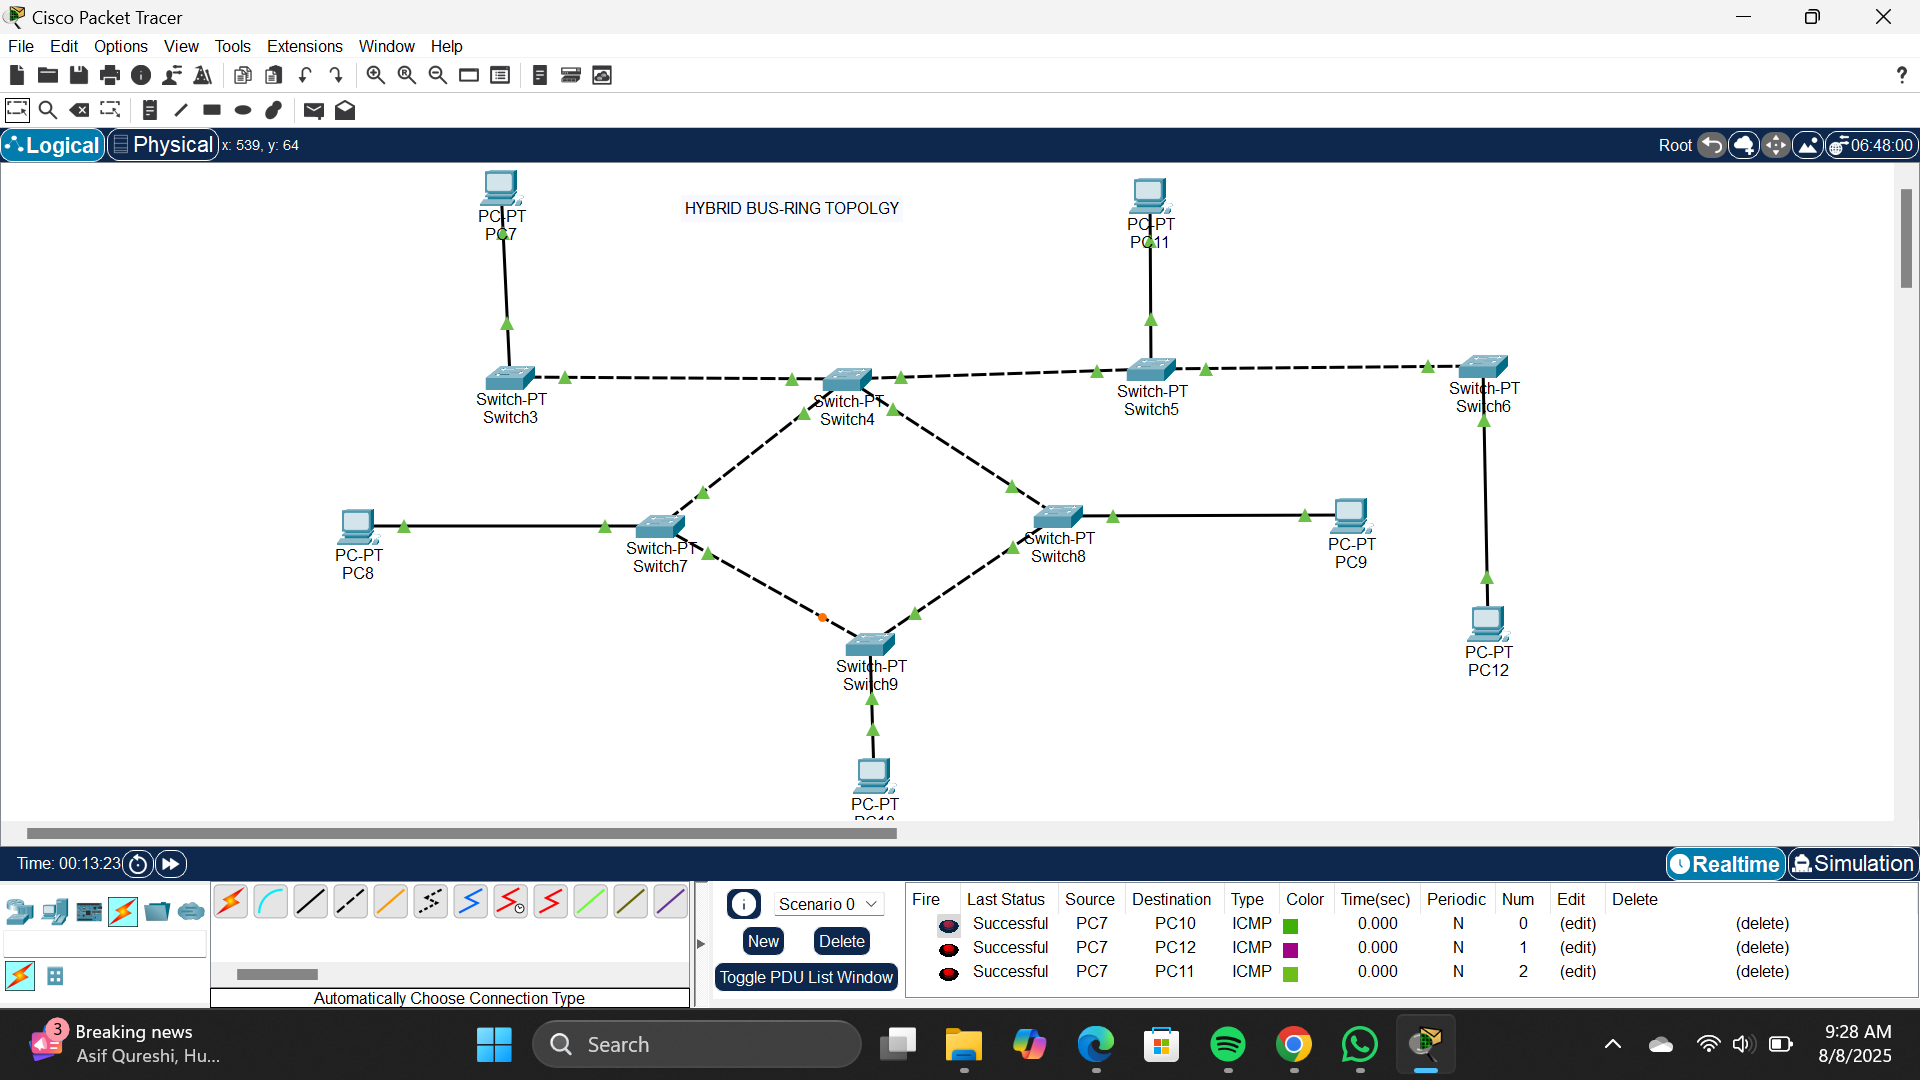 Cisco Packet Tracer
File Edit Options View Tools Extensions Window Help
?
Logical Physical x: 539, y: 64 Root 06:48:00
HYBRID BUS-RING TOPOLGY
PC-PT
PC7
PC-PT
PC11
Switch-PT
Switch3
Switch-PT
Switch4
Switch-PT
Switch5
Switch-PT
Switch6
PC-PT
PC8
Switch-PT
Switch7
Switch-PT
Switch8
PC-PT
PC9
Switch-PT
Switch9
PC-PT
PC12
PC-PT
PC10
Time: 00:13:23 Realtime Simulation
Scenario 0
New Delete
Toggle PDU List Window
Automatically Choose Connection Type
Fire Last Status Source Destination Type Color Time(sec) Periodic Num Edit Delete
Successful PC7 PC10 ICMP 0.000 N 0 (edit) (delete)
Successful PC7 PC12 ICMP 0.000 N 1 (edit) (delete)
Successful PC7 PC11 ICMP 0.000 N 2 (edit) (delete)
3
Breaking news
Asif Qureshi, Hu...
Search
9:28 AM
8/8/2025